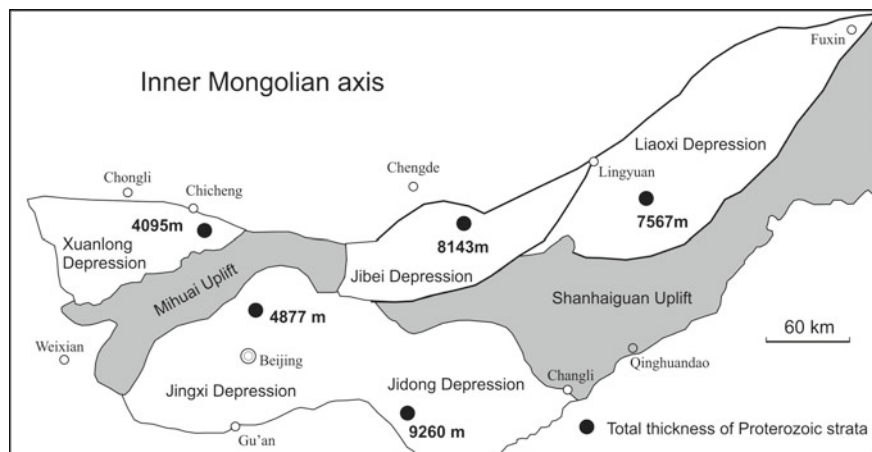 Fuxin
Inner Mongolian axis
Liaoxi Depression
Chengde
Lingyuan
Chongli
Chicheng
4095m
7567m
Xuanlong
Depression
8143m
Jibei Depression
Mihuai Uplift
Shanhaiguan Uplift
4877 m
60 km
Weixian
Beijing
Qinghuandao
Jingxi Depression
Jidong Depression
Changli
9260 m
Gu'an
Total thickness of Proterozoic strata